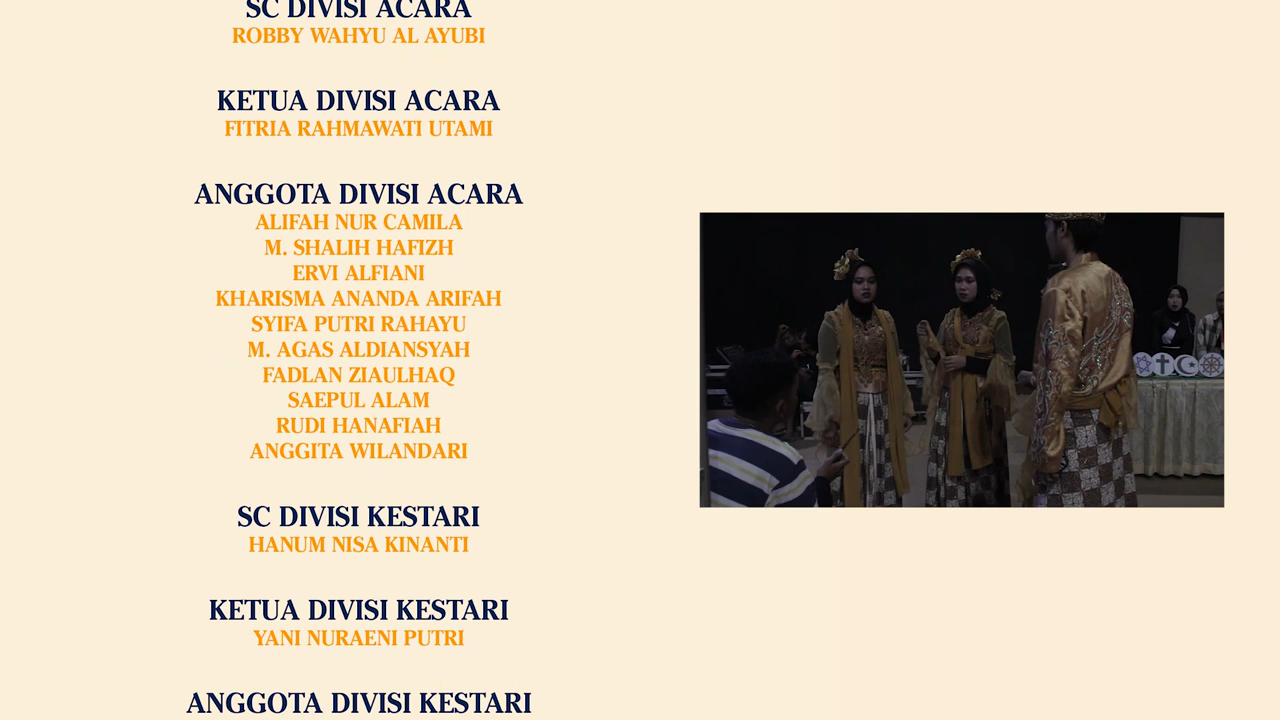 SC DIVISI ACARA
ROBBY WAHYU AL AYUBI
KETUA DIVISI ACARA
FITRIA RAHMAWATI UTAMI
ANGGOTA DIVISI ACARA
ALIFAH NUR CAMILA
M. SHALIH HAFIZH
ERVI ALFIANI
KHARISMA ANANDA ARIFAH
SYIFA PUTRI RAHAYU
M. AGAS ALDIANSYAH
FADLAN ZIAULHAQ
SAEPUL ALAM
RUDI HANAFIAH
ANGGITA WILANDARI
SC DIVISI KESTARI
HANUM NISA KINANTI
KETUA DIVISI KESTARI
YANI NURAENI PUTRI
ANGGOTA DIVISI KESTARI